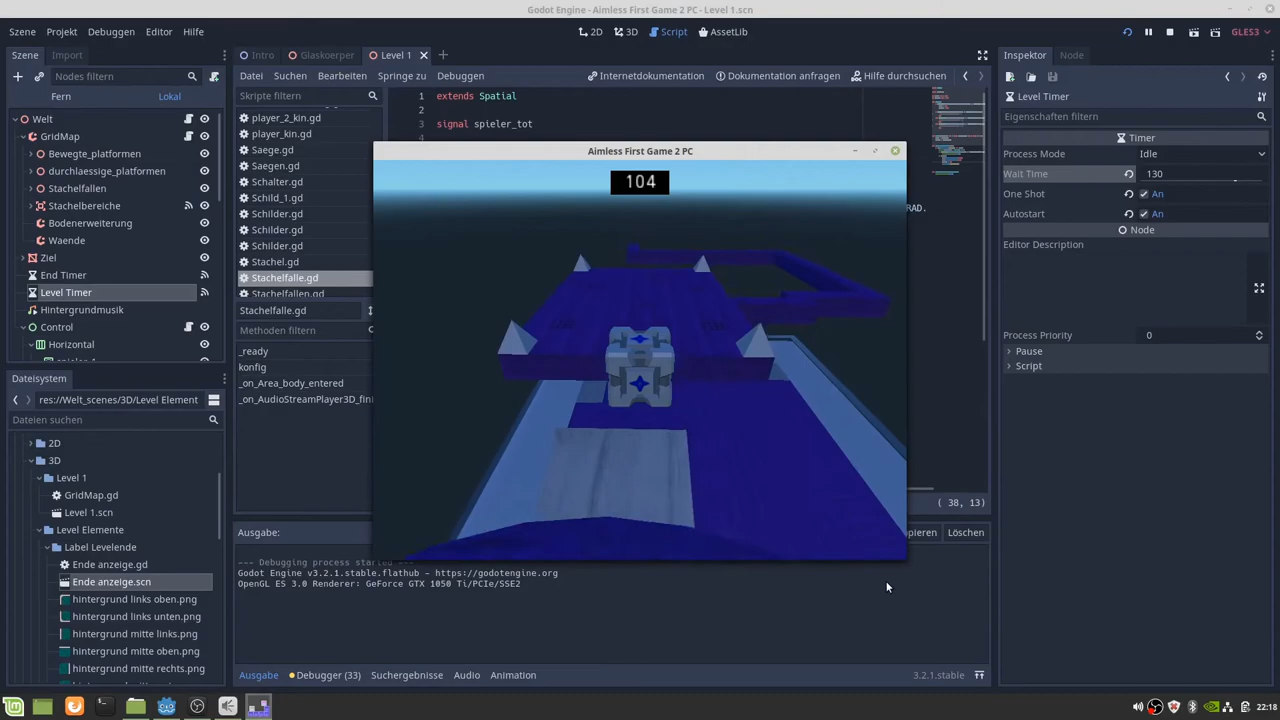 Godot Engine - Aimless First Game 2 PC - Level 1.scn
Szene Projekt Debuggen Editor Hilfe
2D 3D Script AssetLib
GLES3
Szene Import
Nodes filtern
Fern Lokal
Welt
GridMap
Bewegte_platformen
durchlaessige_platformen
Stachelfallen
Stachelbereiche
Bodenerweiterung
Waende
Ziel
End Timer
Level Timer
Hintergrundmusik
Control
Horizontal
Dateisystem
res://Welt_scenes/3D/Level Element
Dateien suchen
2D
3D
Level 1
GridMap.gd
Level 1.scn
Level Elemente
Label Levelende
Ende anzeige.gd
Ende anzeige.scn
hintergrund links oben.png
hintergrund links unten.png
hintergrund mitte links.png
hintergrund mitte oben.png
hintergrund mitte rechts.png
Intro Glaskoerper Level 1
Datei Suchen Bearbeiten Springe zu Debuggen
Internetdokumentation Dokumentation anfragen Hilfe durchsuchen
Skripte filtern
player_2_kin.gd
player_kin.gd
Saege.gd
Saegen.gd
Schalter.gd
Schild_1.gd
Schilder.gd
Schilder.gd
Schilder.gd
Stachel.gd
Stachelfalle.gd
Stachelfallen.gd
Stachelfalle.gd
Methoden filtern
_ready
konfig
_on_Area_body_entered
_on_AudioStreamPlayer3D_fini
1 extends Spatial
2
3 signal spieler_tot
4
RAD.
( 38, 13)
Aimless First Game 2 PC
104
Ausgabe:
pieren Löschen
--- Debugging process started ---
Godot Engine v3.2.1.stable.flathub - https://godotengine.org
OpenGL ES 3.0 Renderer: GeForce GTX 1050 Ti/PCIe/SSE2
Ausgabe Debugger (33) Suchergebnisse Audio Animation
3.2.1.stable
Inspektor Node
Level Timer
Eigenschaften filtern
Timer
Process Mode Idle
Wait Time 130
One Shot An
Autostart An
Node
Editor Description
Process Priority 0
Pause
Script
22:18